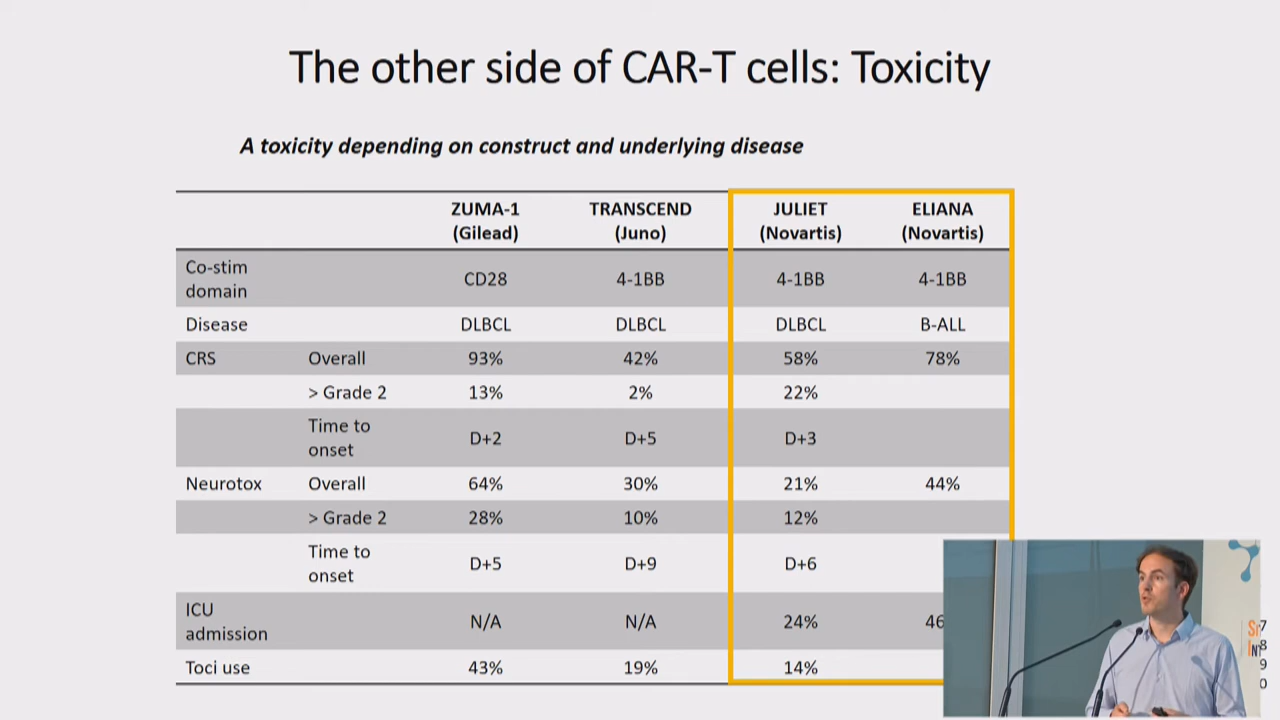 The other side of CAR-T cells: Toxicity
A toxicity depending on construct and underlying disease
ZUMA-1 TRANSCEND JULIET ELIANA
(Gilead) (Juno) (Novartis) (Novartis)
Co-stim
domain CD28 4-1BB 4-1BB 4-1BB
Disease DLBCL DLBCL DLBCL B-ALL
CRS Overall 93% 42% 58% 78%
> Grade 2 13% 2% 22%
Time to
onset D+2 D+5 D+3
Neurotox Overall 64% 30% 21% 44%
> Grade 2 28% 10% 12%
Time to
onset D+5 D+9 D+6
ICU
admission N/A N/A 24% 46
Toci use 43% 19% 14%
7
8
9
0